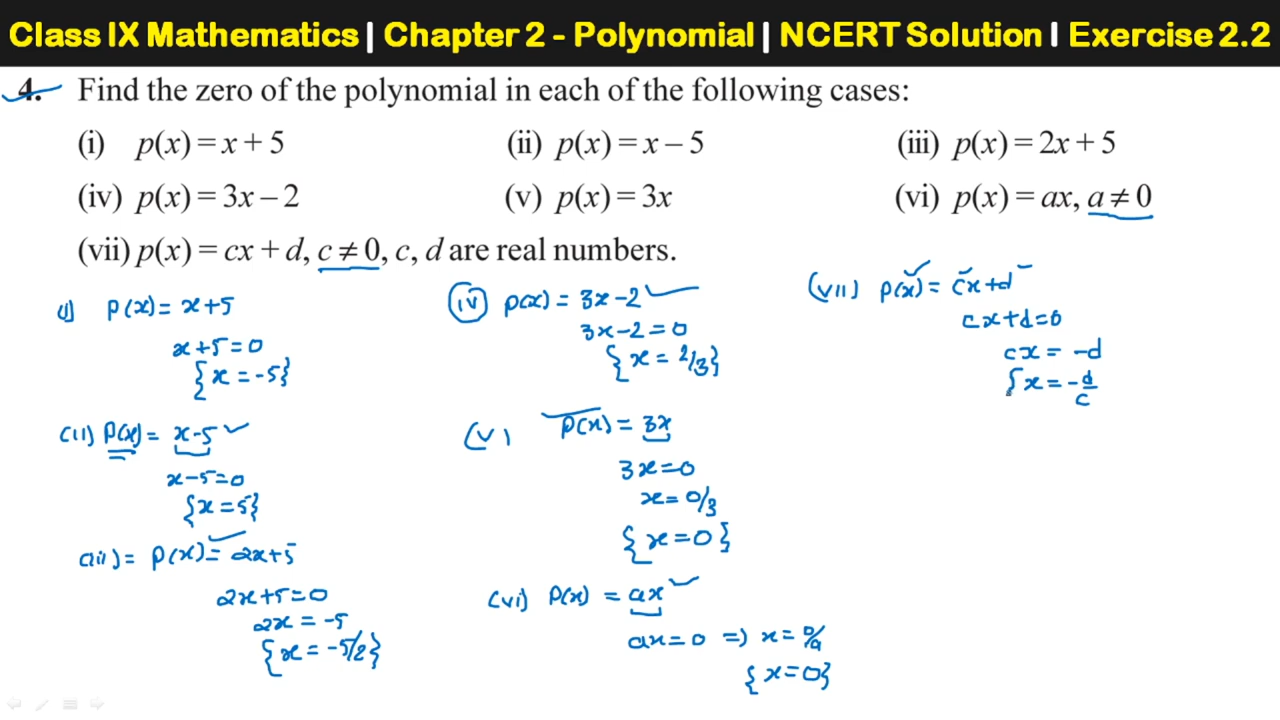 Class IX Mathematics | Chapter 2 - Polynomial | NCERT Solution | Exercise 2.2
4. Find the zero of the polynomial in each of the following cases:
(i) p(x) = x + 5 (ii) p(x) = x – 5 (iii) p(x) = 2x + 5
(iv) p(x) = 3x – 2 (v) p(x) = 3x (vi) p(x) = ax, a ≠ 0
(vii) p(x) = cx + d, c ≠ 0, c, d are real numbers.
(i) P(x) = x+5
x+5=0
{x = -5}
(ii) P(x) = x-5
x-5=0
{x=5}
(iii) = P(x) = 2x+5
2x+5=0
2x = -5
{x = -5/2}
(iv) P(x) = 3x-2
3x-2=0
{x = 2/3}
(v) P(x) = 3x
3x=0
x=0/3
{x=0}
(vi) P(x) = ax
ax=0 => x=0/a
{x=0}
(vii) P(x) = cx+d
cx+d=0
cx = -d
{x = -d/c